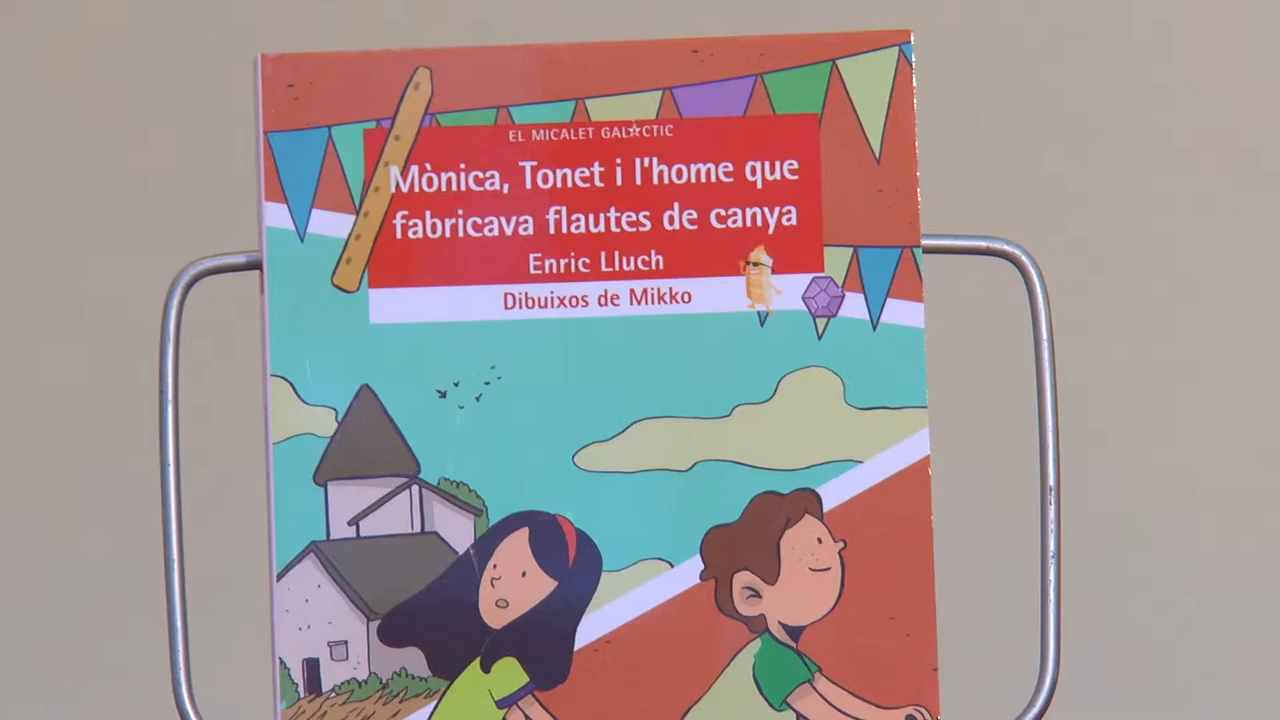 EL MICALET GALÀCTIC
Mònica, Tonet i l'home que
fabricava flautes de canya
Enric Lluch
Dibuixos de Mikko